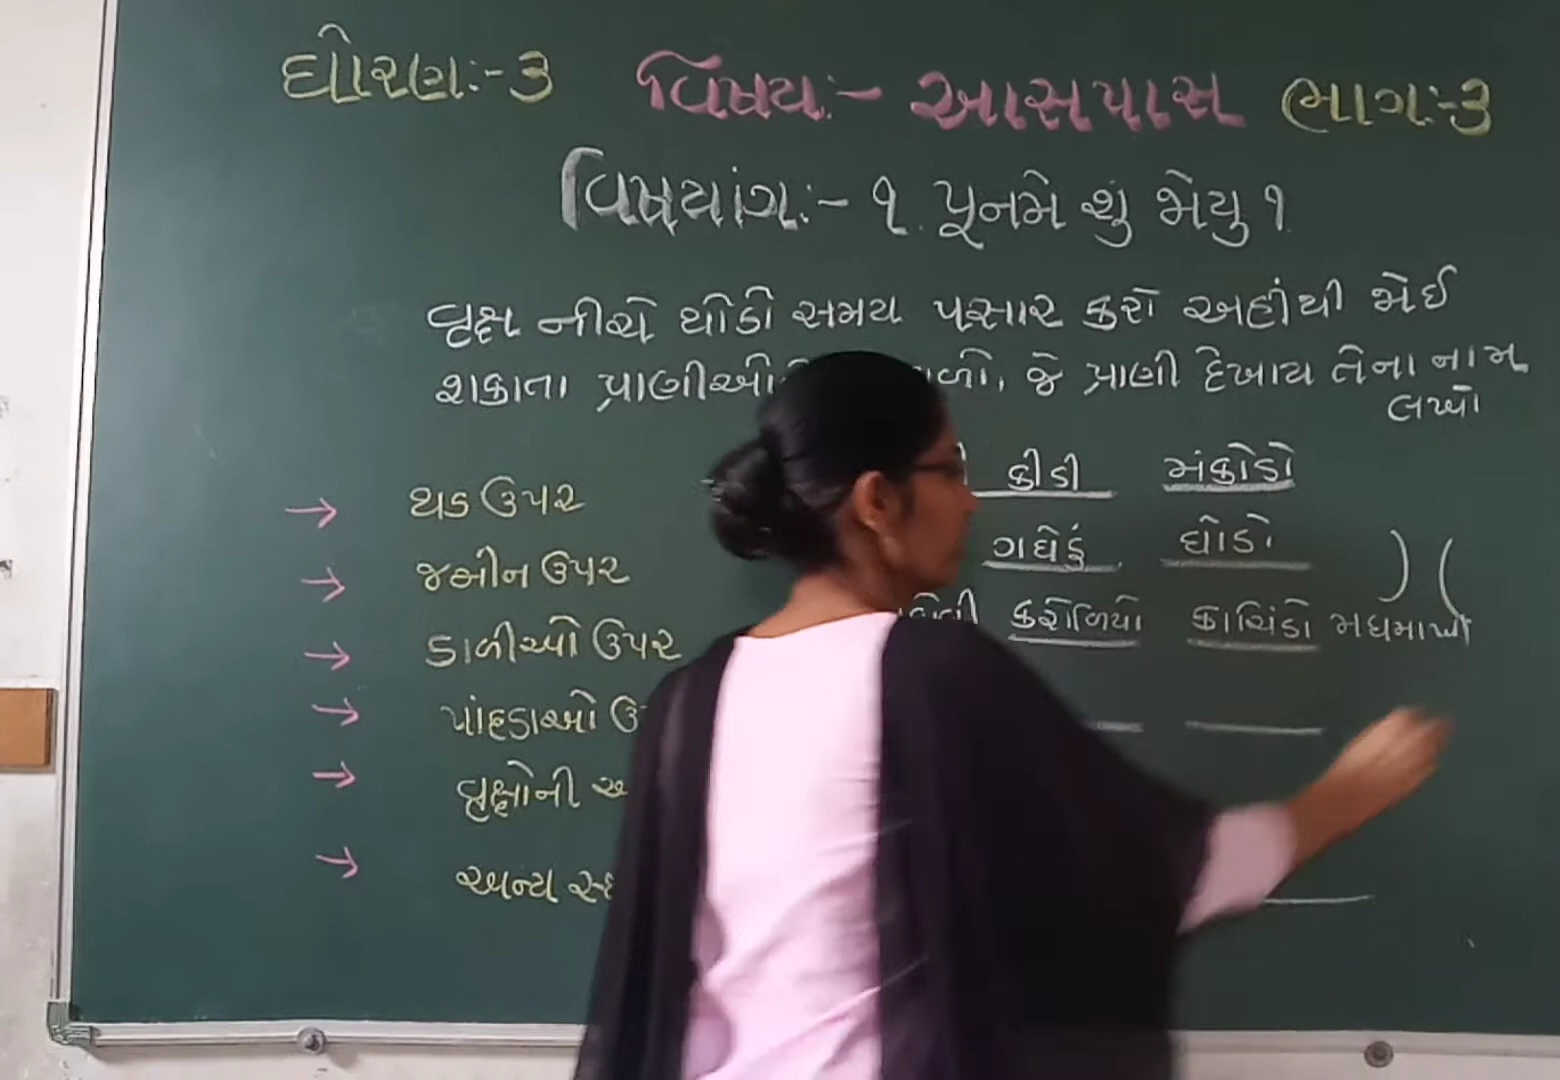 ધોરણ:-૩ વિષય:- આસપાસ ભાગ:-૩
વિષયાંગ:- ૧. પૂનમે શું જોયુ ?
વૃક્ષ નીચે થોડો સમય પસાર કરો અહીંથી જોઈ
શકાતા પ્રાણીઓ જે પ્રાણી દેખાય તેના નામ
લખો
→ થડ ઉપર કીડી મંકોડો
→ જમીન ઉપર ગધેડું ઘોડો
→ ડાળીઓ ઉપર કરોળિયો કાચિંડો મધમાખી
→ પાંદડાઓ
→ વૃક્ષોની
→ અન્ય